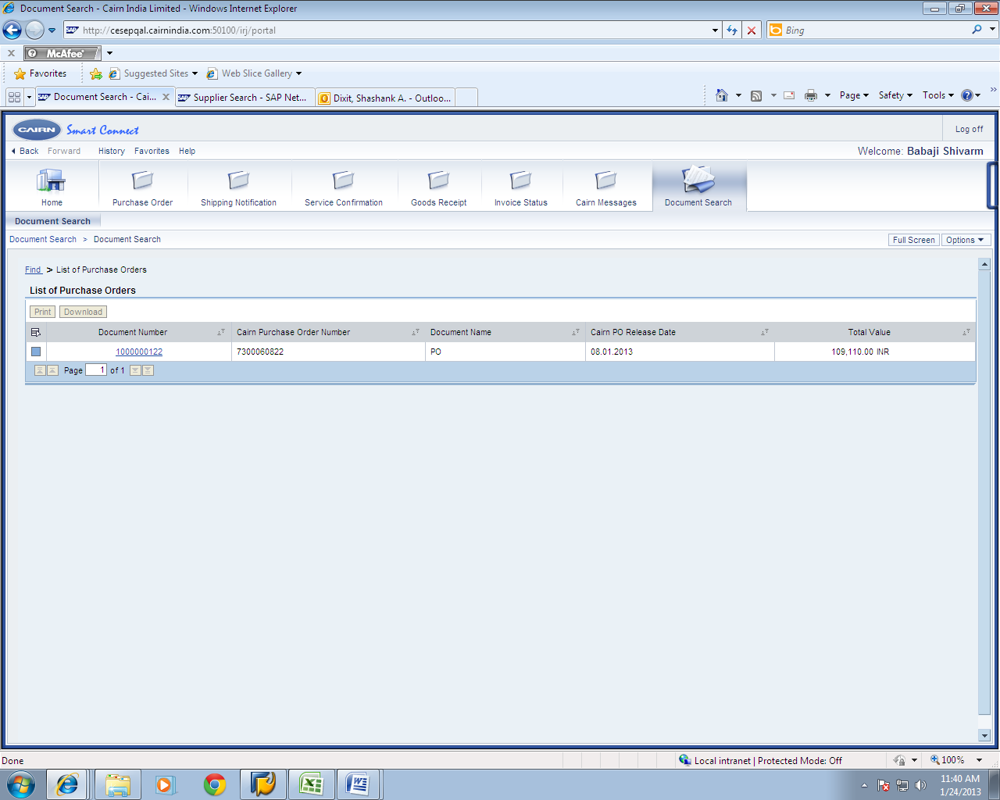 Document Search - Cairn India Limited - Windows Internet Explorer
http://cesepqal.cairnindia.com:50100/irj/portal
Bing
x McAfee
Favorites Suggested Sites Web Slice Gallery
Document Search - Cai... x Supplier Search - SAP Net... Dixit, Shashank A. - Outloo... Page Safety Tools
CAIRN Smart Connect Log off
Back Forward History Favorites Help Welcome: Babaji Shivarm
Home Purchase Order Shipping Notification Service Confirmation Goods Receipt Invoice Status Cairn Messages Document Search
Document Search
Document Search > Document Search Full Screen Options
Find > List of Purchase Orders
List of Purchase Orders
Print Download
Document Number Cairn Purchase Order Number Document Name Cairn PO Release Date Total Value
1000000122 7300060822 PO 08.01.2013 109,110.00 INR
Page 1 of 1
Done Local intranet | Protected Mode: Off 100%
11:40 AM
1/24/2013